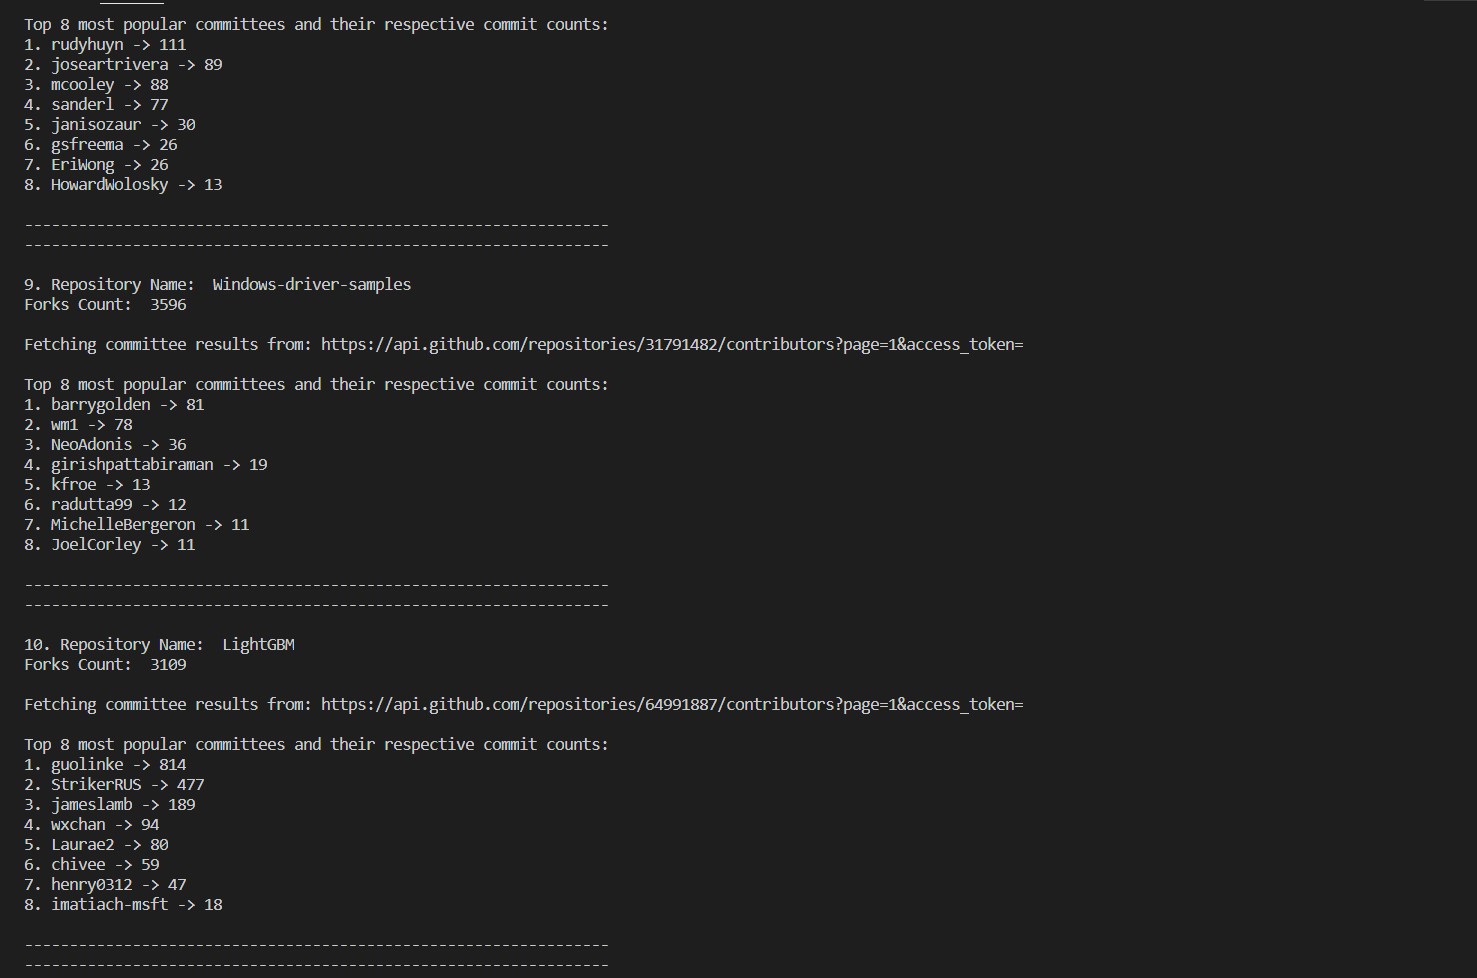 Top 8 most popular committees and their respective commit counts:
1. rudyhuyn -> 111
2. joseartrivera -> 89
3. mcooley -> 88
4. sanderl -> 77
5. janisozaur -> 30
6. gsfreema -> 26
7. EriWong -> 26
8. HowardWolosky -> 13
-----------------------------------------------------------------
-----------------------------------------------------------------
9. Repository Name:  Windows-driver-samples
Forks Count:  3596
Fetching committee results from: https://api.github.com/repositories/31791482/contributors?page=1&access_token=
Top 8 most popular committees and their respective commit counts:
1. barrygolden -> 81
2. wm1 -> 78
3. NeoAdonis -> 36
4. girishpattabiraman -> 19
5. kfroe -> 13
6. radutta99 -> 12
7. MichelleBergeron -> 11
8. JoelCorley -> 11
-----------------------------------------------------------------
-----------------------------------------------------------------
10. Repository Name:  LightGBM
Forks Count:  3109
Fetching committee results from: https://api.github.com/repositories/64991887/contributors?page=1&access_token=
Top 8 most popular committees and their respective commit counts:
1. guolinke -> 814
2. StrikerRUS -> 477
3. jameslamb -> 189
4. wxchan -> 94
5. Laurae2 -> 80
6. chivee -> 59
7. henry0312 -> 47
8. imatiach-msft -> 18
-----------------------------------------------------------------
-----------------------------------------------------------------